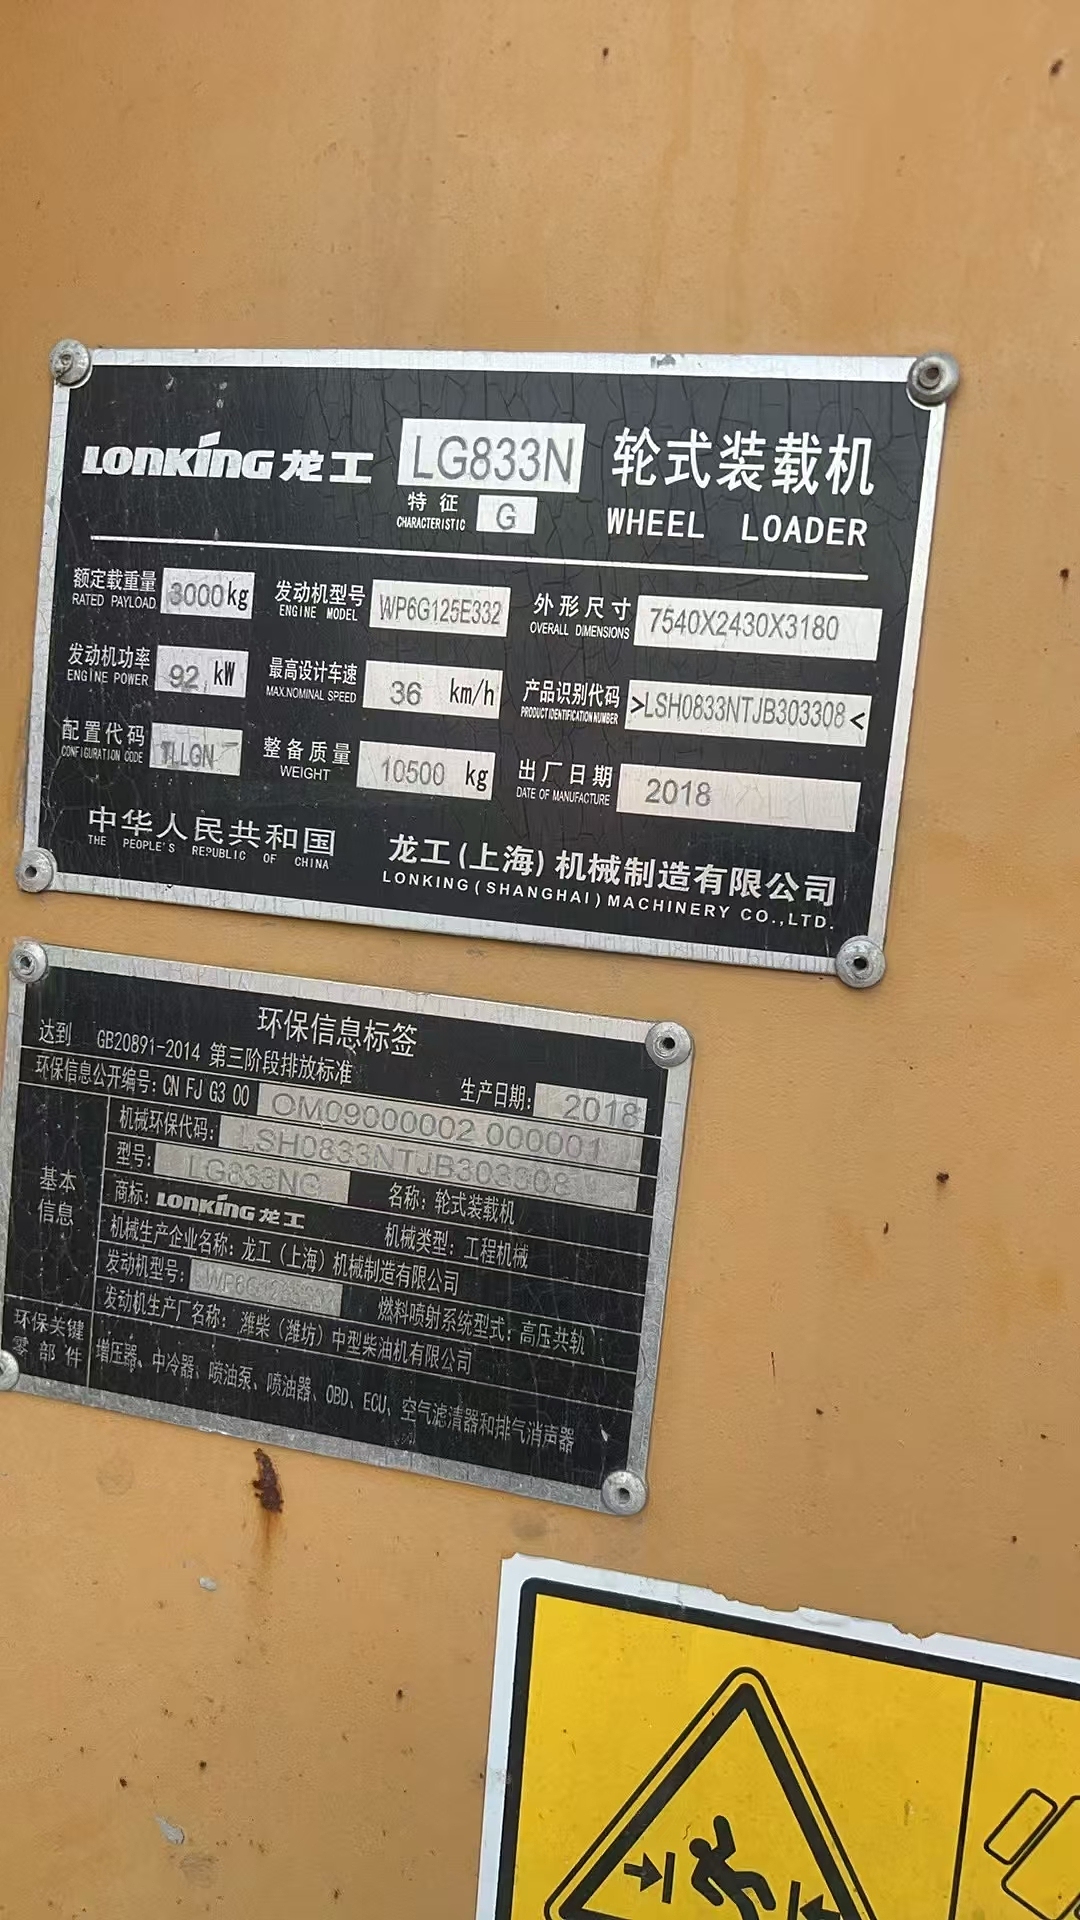 LONKING 龙工 LG833N 轮式装载机
特征 G WHEEL LOADER
CHARACTERISTIC
额定载重量 3000kg 发动机型号 WP6G125E332 外形尺寸 7540X2430X3180
RATED PAYLOAD ENGINE MODEL OVERALL DIMENSIONS
发动机功率 92 kW 最高设计车速 36 km/h 产品识别代码 >LSH0833NTJB303308<
ENGINE POWER MAX.NOMINAL SPEED PRODUCT IDENTIFICATION NUMBER
配置代码 TLLGN 整备质量 10500 kg 出厂日期 2018
CONFIGURATION CODE WEIGHT DATE OF MANUFACTURE
中华人民共和国 龙工(上海)机械制造有限公司
THE PEOPLE'S REPUBLIC OF CHINA LONKING(SHANGHAI)MACHINERY CO.,LTD.
环保信息标签
达到 GB20891-2014 第三阶段排放标准 生产日期: 2018
环保信息公开编号: CN FJ G3 00 OM09000002 000001
机械环保代码: LSH0833NTJB303308
型号: LG833NG 名称: 轮式装载机
基本信息
商标: LONKING 龙工 机械类型: 工程机械
机械生产企业名称: 龙工(上海)机械制造有限公司
发动机型号: 燃料喷射系统型式: 高压共轨
发动机生产厂名称: 潍柴(潍坊)中型柴油机有限公司
环保关键零部件 增压器、中冷器、喷油泵、喷油器、OBD、ECU、空气滤清器和排气消声器